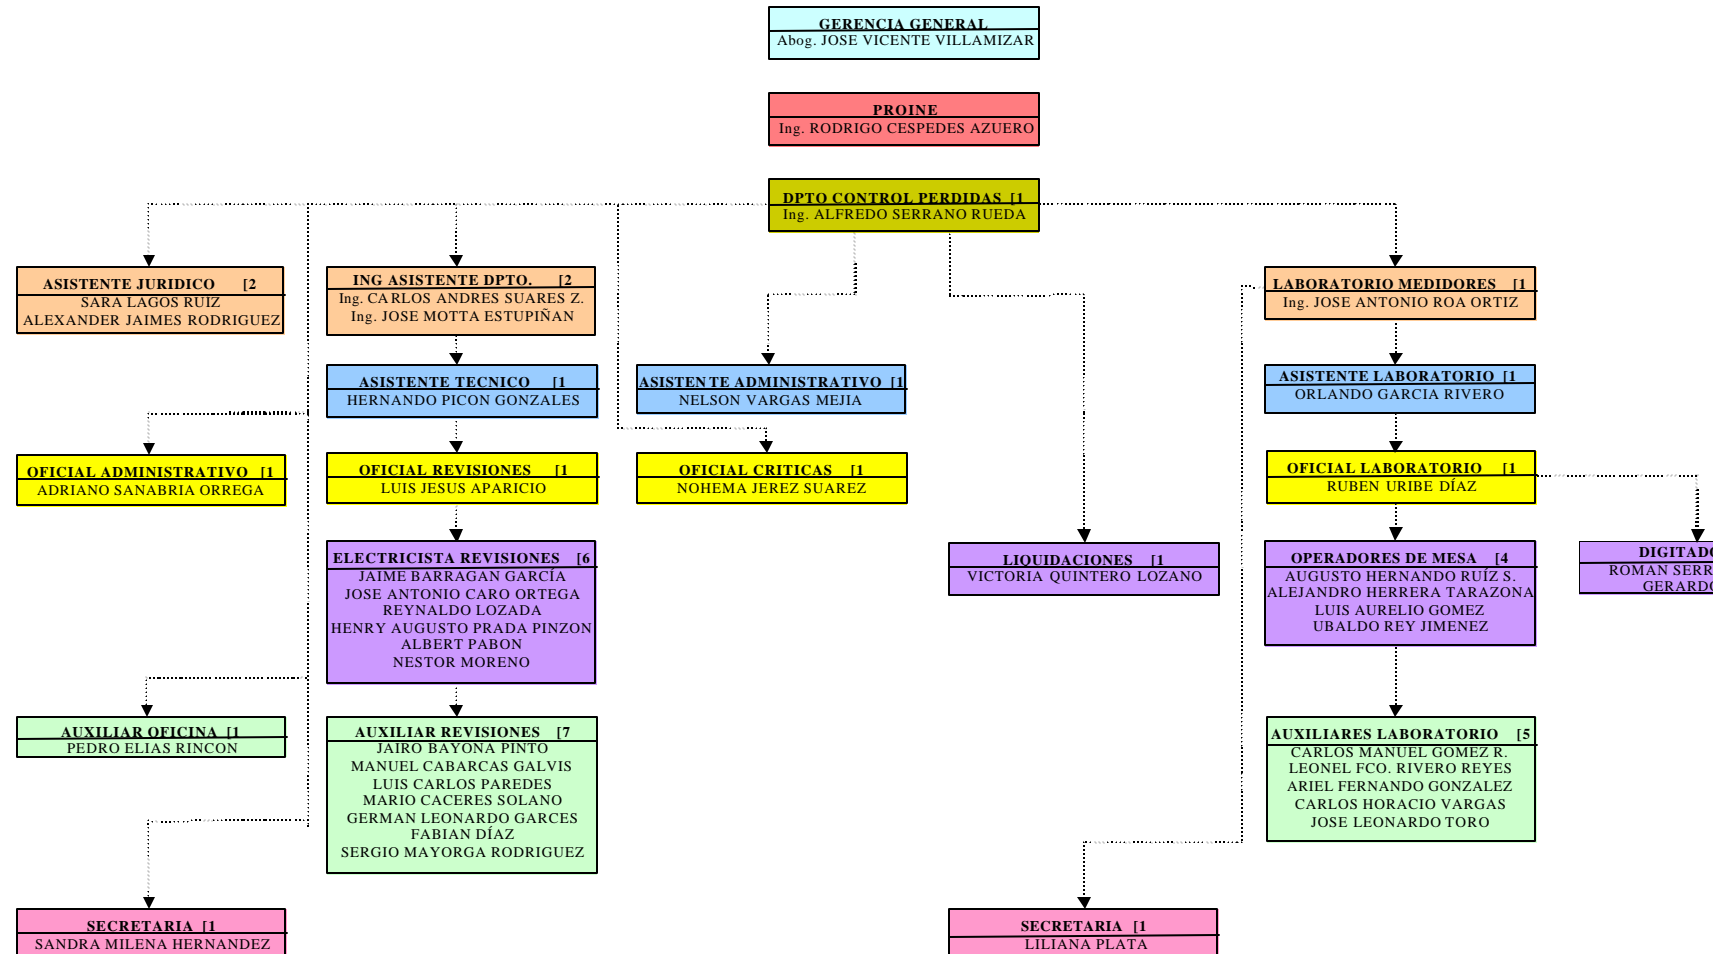 GERENCIA GENERAL
Abog. JOSE VICENTE VILLAMIZAR
PROINE
Ing. RODRIGO CESPEDES AZUERO
DPTO CONTROL PERDIDAS [1
Ing. ALFREDO SERRANO RUEDA
ASISTENTE JURIDICO [2
SARA LAGOS RUIZ
ALEXANDER JAIMES RODRIGUEZ
ING ASISTENTE DPTO. [2
Ing. CARLOS ANDRES SUARES Z.
Ing. JOSE MOTTA ESTUPIÑAN
LABORATORIO MEDIDORES [1
Ing. JOSE ANTONIO ROA ORTIZ
ASISTENTE TECNICO [1
HERNANDO PICON GONZALES
ASISTENTE ADMINISTRATIVO [1
NELSON VARGAS MEJIA
ASISTENTE LABORATORIO [1
ORLANDO GARCIA RIVERO
OFICIAL ADMINISTRATIVO [1
ADRIANO SANABRIA ORREGA
OFICIAL REVISIONES [1
LUIS JESUS APARICIO
OFICIAL CRITICAS [1
NOHEMA JEREZ SUAREZ
OFICIAL LABORATORIO [1
RUBEN URIBE DÍAZ
ELECTRICISTA REVISIONES [6
JAIME BARRAGAN GARCÍA
JOSE ANTONIO CARO ORTEGA
REYNALDO LOZADA
HENRY AUGUSTO PRADA PINZON
ALBERT PABON
NESTOR MORENO
LIQUIDACIONES [1
VICTORIA QUINTERO LOZANO
OPERADORES DE MESA [4
AUGUSTO HERNANDO RUÍZ S.
ALEJANDRO HERRERA TARAZONA
LUIS AURELIO GOMEZ
UBALDO REY JIMENEZ
ROMAN
AUXILIAR OFICINA [1
PEDRO ELIAS RINCON
AUXILIAR REVISIONES [7
JAIRO BAYONA PINTO
MANUEL CABARCAS GALVIS
LUIS CARLOS PAREDES
MARIO CACERES SOLANO
GERMAN LEONARDO GARCES
FABIAN DÍAZ
SERGIO MAYORGA RODRIGUEZ
AUXILIARES LABORATORIO [5
CARLOS MANUEL GOMEZ R.
LEONEL FCO. RIVERO REYES
ARIEL FERNANDO GONZALEZ
CARLOS HORACIO VARGAS
JOSE LEONARDO TORO
SECRETARIA [1
SANDRA MILENA HERNANDEZ
SECRETARIA [1
LILIANA PLATA